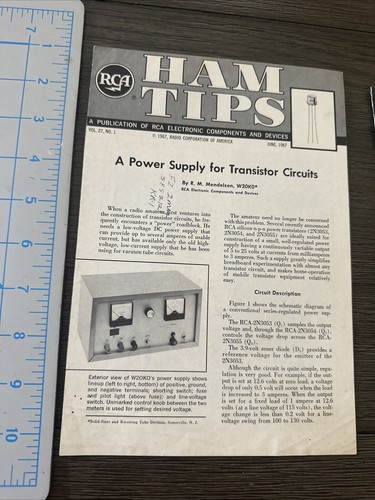 RCA
HAM
TIPS
A PUBLICATION OF RCA ELECTRONIC COMPONENTS AND DEVICES
VOL. 27, NO. 1
© 1967, RADIO CORPORATION OF AMERICA
JUNE, 1967
A Power Supply for Transistor Circuits
By R. M. Mendelson, W2OKO*
RCA Electronic Components and Devices
When a radio amateur first ventures into
the construction of transistor circuits, he fre-
quently encounters a "power" roadblock. He
needs a low-voltage DC power supply that
can provide up to several amperes of usable
current, but has available only the old high-
voltage, low-current supply that he has been
using for vacuum tube circuits.
Exterior view of W2OKO's power supply shows
lineup (left to right, bottom) of positive, ground,
and negative terminals; shorting switch; fuse
and pilot light (above fuse); and line-voltage
switch. Unmarked control knob between the two
meters is used for setting desired voltage.
*Solid-State and Receiving Tube Division, Somerville, N. J.
The amateur need no longer be concerned
with this problem. Several recently announced
RCA silicon n-p-n power transistors (2N3053,
2N3054, and 2N3055) are ideally suited for
construction of a small, well-regulated power
supply having a continuously variable output
of 5 to 25 volts at currents from milliamperes
to 3 amperes. Such a supply greatly simplifies
breadboard experimentation with almost any
transistor circuit, and makes home-operation
of mobile transistor equipment relatively
easy.
Circuit Description
Figure 1 shows the schematic diagram of
a conventional series-regulated power sup-
ply.
The RCA-2N3053 (Q₁) samples the output
voltage and, through the RCA-2N3054 (Q₂),
controls the voltage drop across the RCA-
2N3055 (Q₃).
The 3.9-volt zener diode (D₅) provides a
reference voltage for the emitter of the
2N3053.
Although the circuit is quite simple, regu-
lation is very good. For example, if the out-
put is set at 12.6 volts at zero load, a voltage
drop of only 0.5 volt will occur when the load
is increased to 3 amperes. When the output
is set for a fixed load of 1 ampere at 12.6
volts (at a line voltage of 115 volts), the volt-
age change is less than 0.2 volt for a line-
voltage swing from 100 to 130 volts.
7
1
2
3
4
5
6
7
8
9
10